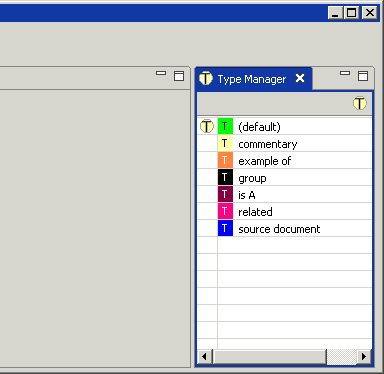 T Type Manager
T
T T (default)
T commentary
T example of
T group
T is A
T related
T source document